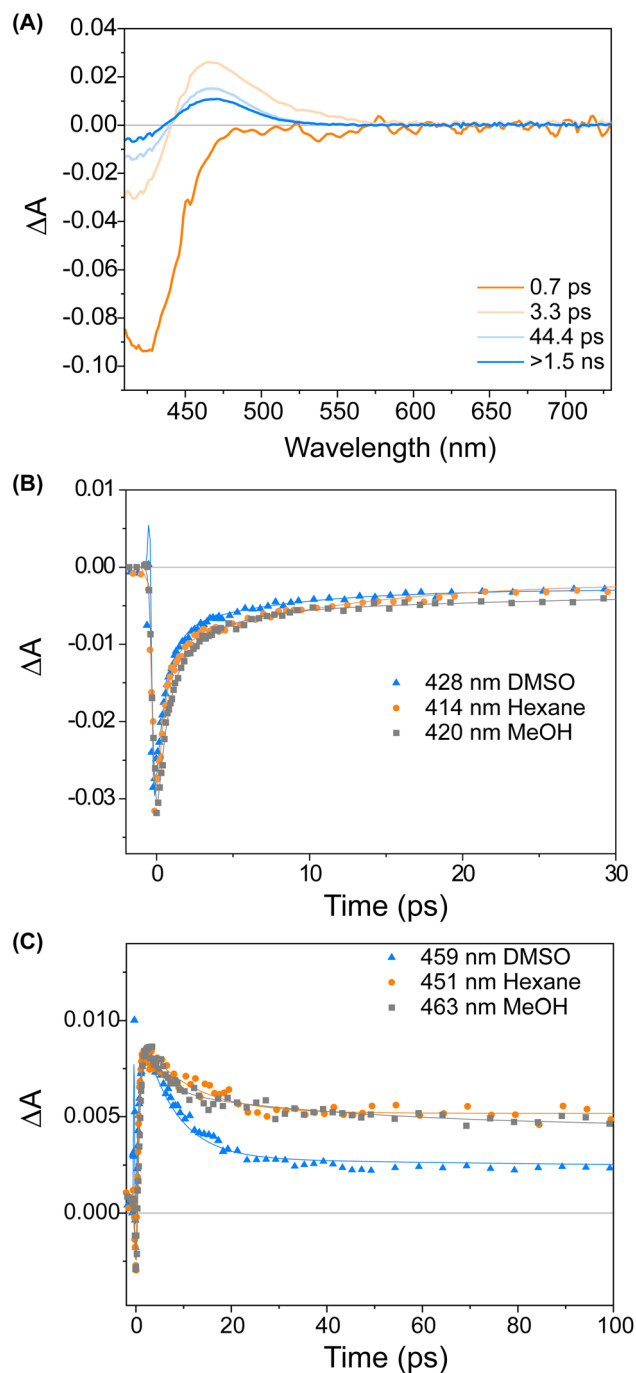 (A)
0.04
0.02
0.00
-0.02
-0.04
-0.06
-0.08
-0.10
ΔA
0.7 ps
3.3 ps
44.4 ps
>1.5 ns
450 500 550 600 650 700
Wavelength (nm)
(B)
0.01
0.00
-0.01
-0.02
-0.03
ΔA
428 nm DMSO
414 nm Hexane
420 nm MeOH
0 10 20 30
Time (ps)
(C)
0.010
0.005
0.000
ΔA
459 nm DMSO
451 nm Hexane
463 nm MeOH
0 20 40 60 80 100
Time (ps)